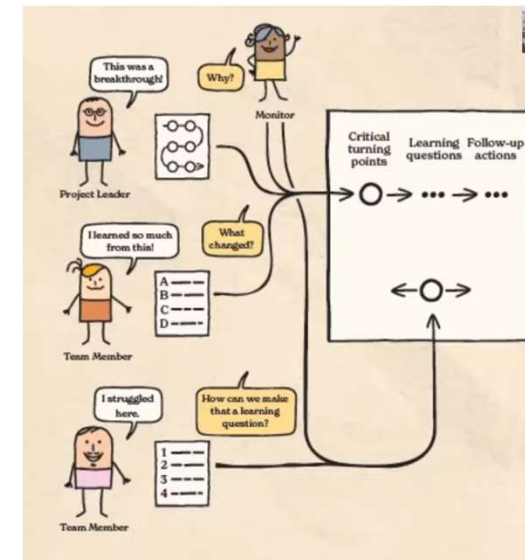 This was a
breakthrough!
Why?
Monitor
Project Leader
Critical
turning
points
Learning
questions
Follow-up
actions
I learned so much
from this!
What
changed?
A
B
C
D
Team Member
I struggled
here.
How can we make
that a learning
question?
1
2
3
4
Team Member